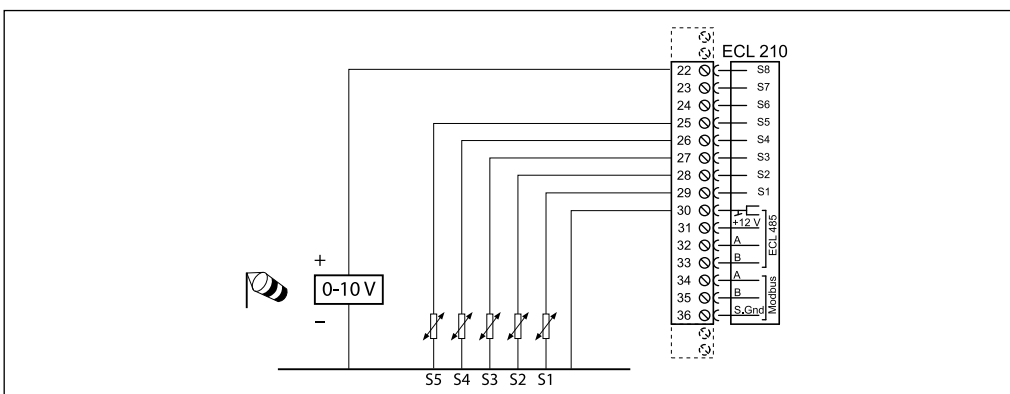 ECL 210
22 S8
23 S7
24 S6
25 S5
26 S4
27 S3
28 S2
29 S1
30
31 +12 V
32 A
33 B
ECL 485
34 A
35 B
36 S.Gnd
Modbus
+
0-10 V
–
S5 S4 S3 S2 S1